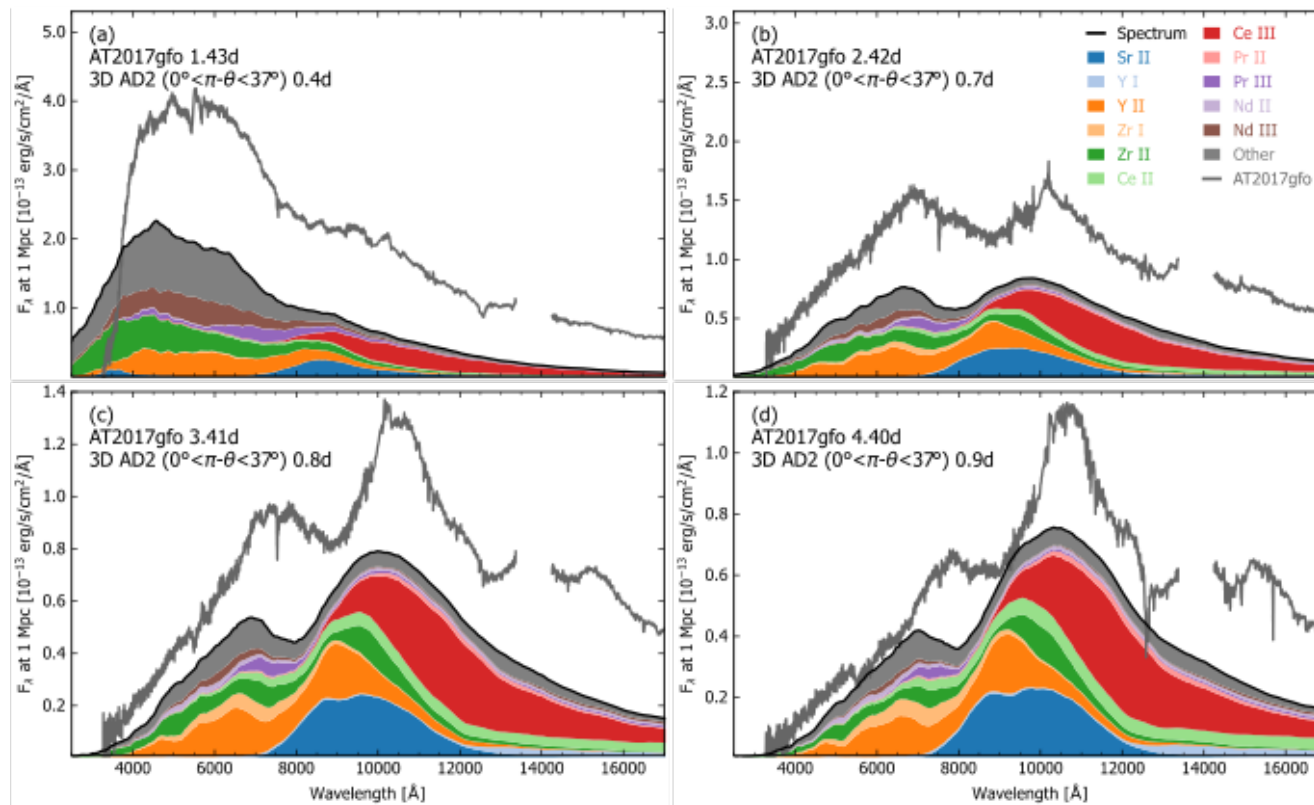 (a)
AT2017gfo 1.43d
3D AD2 (0°<π-θ<37°) 0.4d
5.0
4.0
3.0
2.0
1.0
F_λ at 1 Mpc [10⁻¹³ erg/s/cm²/Å]
(b)
AT2017gfo 2.42d
3D AD2 (0°<π-θ<37°) 0.7d
3.0
2.5
2.0
1.5
1.0
0.5
F_λ at 1 Mpc [10⁻¹³ erg/s/cm²/Å]
Spectrum
Sr II
Y I
Y II
Zr I
Zr II
Ce II
Ce III
Pr II
Pr III
Nd II
Nd III
Other
AT2017gfo
(c)
AT2017gfo 3.41d
3D AD2 (0°<π-θ<37°) 0.8d
1.4
1.2
1.0
0.8
0.6
0.4
0.2
F_λ at 1 Mpc [10⁻¹³ erg/s/cm²/Å]
4000 6000 8000 10000 12000 14000 16000
Wavelength [Å]
(d)
AT2017gfo 4.40d
3D AD2 (0°<π-θ<37°) 0.9d
1.2
1.0
0.8
0.6
0.4
0.2
F_λ at 1 Mpc [10⁻¹³ erg/s/cm²/Å]
4000 6000 8000 10000 12000 14000 16000
Wavelength [Å]